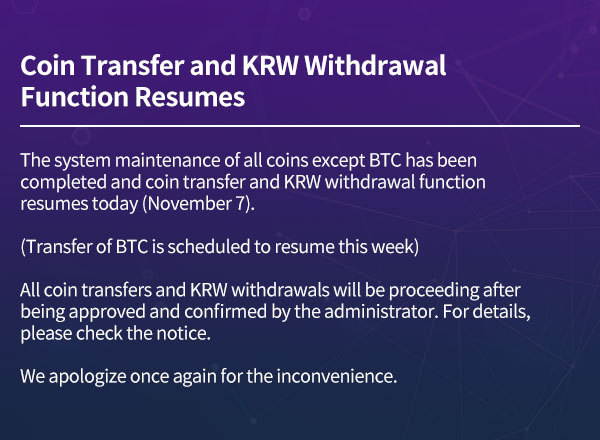 Coin Transfer and KRW Withdrawal
Function Resumes
The system maintenance of all coins except BTC has been
completed and coin transfer and KRW withdrawal function
resumes today (November 7).
(Transfer of BTC is scheduled to resume this week)
All coin transfers and KRW withdrawals will be proceeding after
being approved and confirmed by the administrator. For details,
please check the notice.
We apologize once again for the inconvenience.